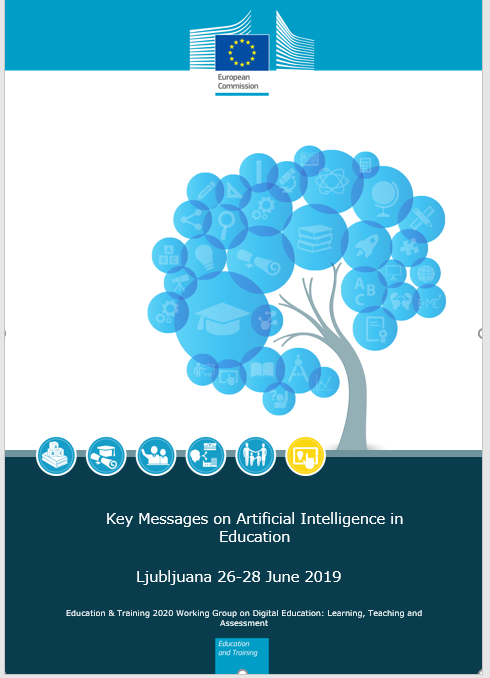 European
Commission
A B
C
Key Messages on Artificial Intelligence in
Education
Ljubljuana 26-28 June 2019
Education & Training 2020 Working Group on Digital Education: Learning, Teaching and
Assessment
Education
and Training